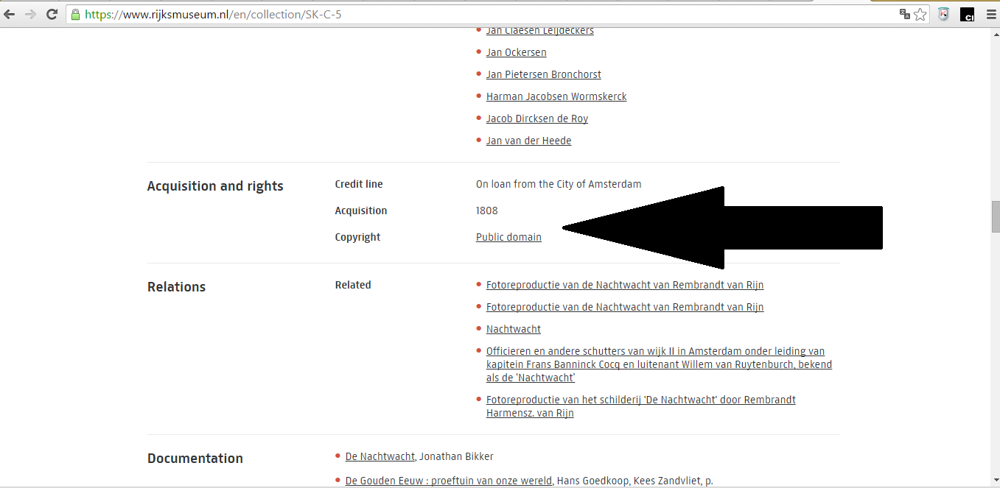 https://www.rijksmuseum.nl/en/collection/SK-C-5
CI
Jan Claesen Leijdeckers
Jan Ockersen
Jan Pietersen Bronchorst
Harman Jacobsen Wormskerck
Jacob Dircksen de Roy
Jan van der Heede
Acquisition and rights
Credit line On loan from the City of Amsterdam
Acquisition 1808
Copyright Public domain
Relations
Related
Fotoreproductie van de Nachtwacht van Rembrandt van Rijn
Fotoreproductie van de Nachtwacht van Rembrandt van Rijn
Nachtwacht
Officieren en andere schutters van wijk II in Amsterdam onder leiding van
kapitein Frans Banninck Cocq en luitenant Willem van Ruytenburch, bekend
als de ‘Nachtwacht’
Fotoreproductie van het schilderij 'De Nachtwacht' door Rembrandt
Harmensz. van Rijn
Documentation
De Nachtwacht, Jonathan Bikker
De Gouden Eeuw : proeftuin van onze wereld, Hans Goedkoop, Kees Zandvliet, p.